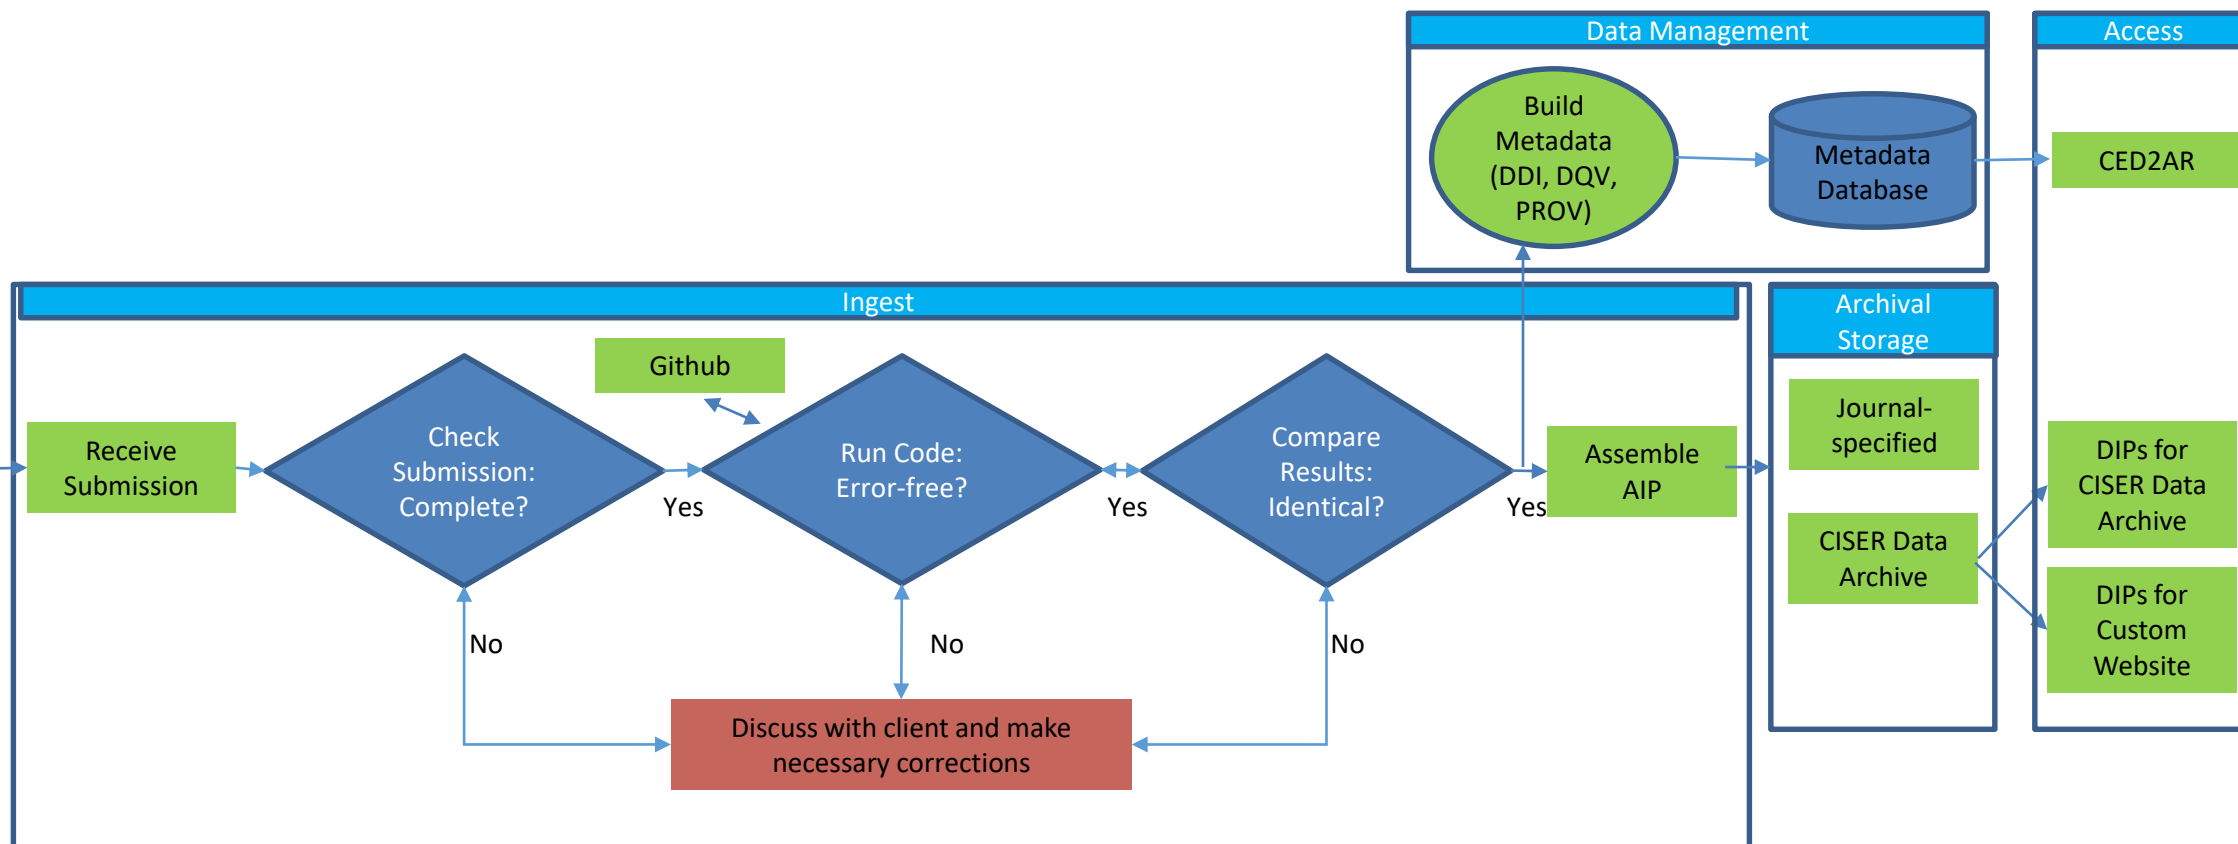 Data Management
Access
Build
Metadata
(DDI, DQV,
PROV)
Metadata
Database
CED2AR
Ingest
Archival
Storage
Github
Receive
Submission
Check
Submission:
Complete?
Yes
Run Code:
Error-free?
Yes
Compare
Results:
Identical?
Yes
Assemble
AIP
Journal-
specified
CISER Data
Archive
DIPs for
CISER Data
Archive
DIPs for
Custom
Website
No
No
No
Discuss with client and make
necessary corrections